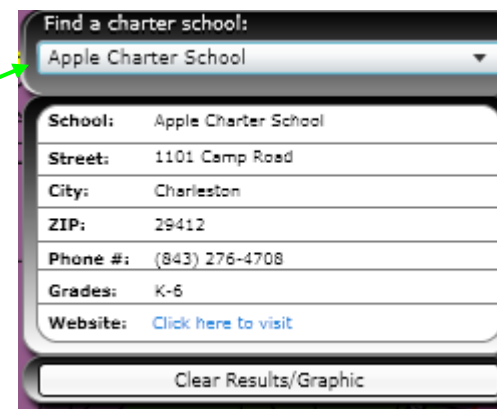 Find a charter school:
Apple Charter School
School: Apple Charter School
Street: 1101 Camp Road
City: Charleston
ZIP: 29412
Phone #: (843) 276-4708
Grades: K-6
Website: Click here to visit
Clear Results/Graphic